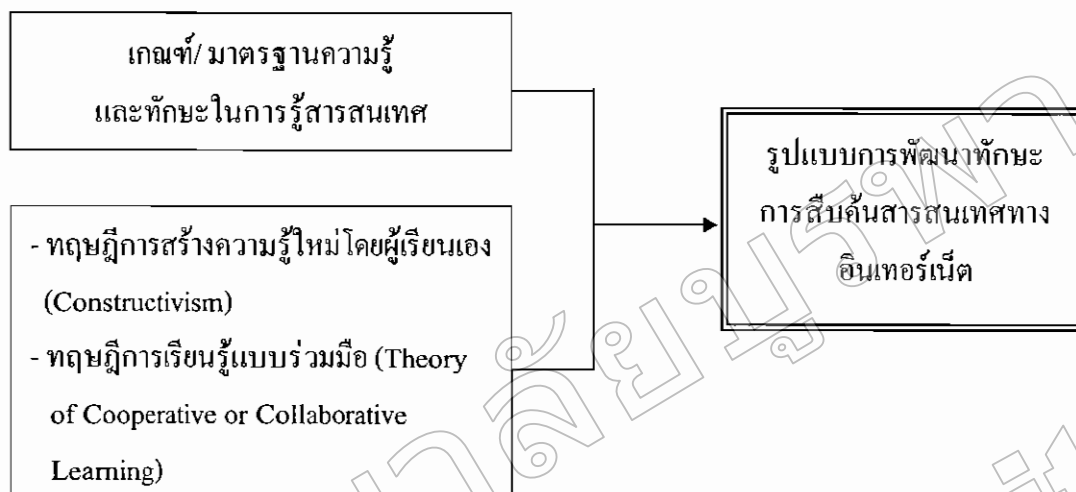 เกณฑ์/ มาตรฐานความรู้
และทักษะในการรู้สารสนเทศ
- ทฤษฎีการสร้างความรู้ใหม่โดยผู้เรียนเอง
(Constructivism)
- ทฤษฎีการเรียนรู้แบบร่วมมือ (Theory
of Cooperative or Collaborative
Learning)
รูปแบบการพัฒนาทักษะ
การสืบค้นสารสนเทศทาง
อินเทอร์เน็ต